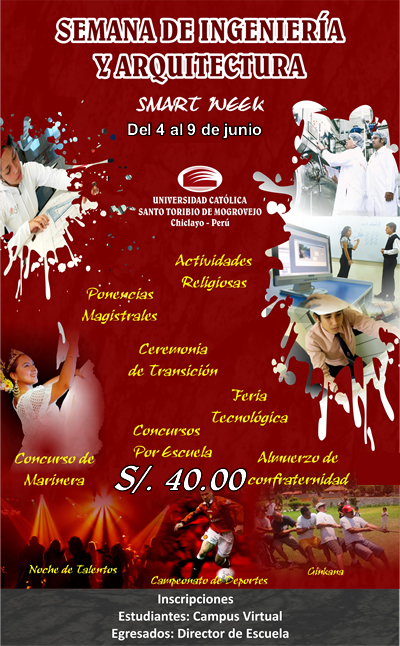 SEMANA DE INGENIERÍA
Y ARQUITECTURA
SMART WEEK
Del 4 al 9 de junio
UNIVERSIDAD CATÓLICA
SANTO TORIBIO DE MOGROVEJO
Chiclayo - Perú
Actividades
Religiosas
Ponencias
Magistrales
Ceremonia
de Transición
Feria
Tecnológica
Concursos
Por Escuela
Concurso de
Marinera
Almuerzo de
confraternidad
S/. 40.00
Noche de Talentos
Campeonato de Deportes
Ginkana
Inscripciones
Estudiantes: Campus Virtual
Egresados: Director de Escuela